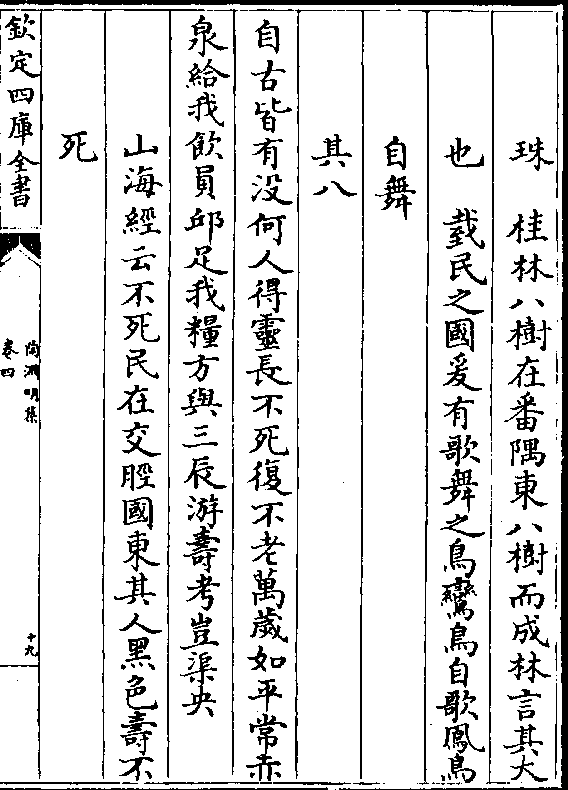 珠　桂林八樹在番隅東八樹而成林言其大
也　臷民之國爰有歌舞之鳥鸞鳥自歌鳳鳥
自舞
其八
自古皆有没何人得靈長不死復不老萬歲如平常赤
泉給我飲員邱足我糧方與三辰游壽考豈渠央
山海經云不死民在交脛國東其人黑色壽不
死
欽定四庫全書
陶淵明集
卷四
十九